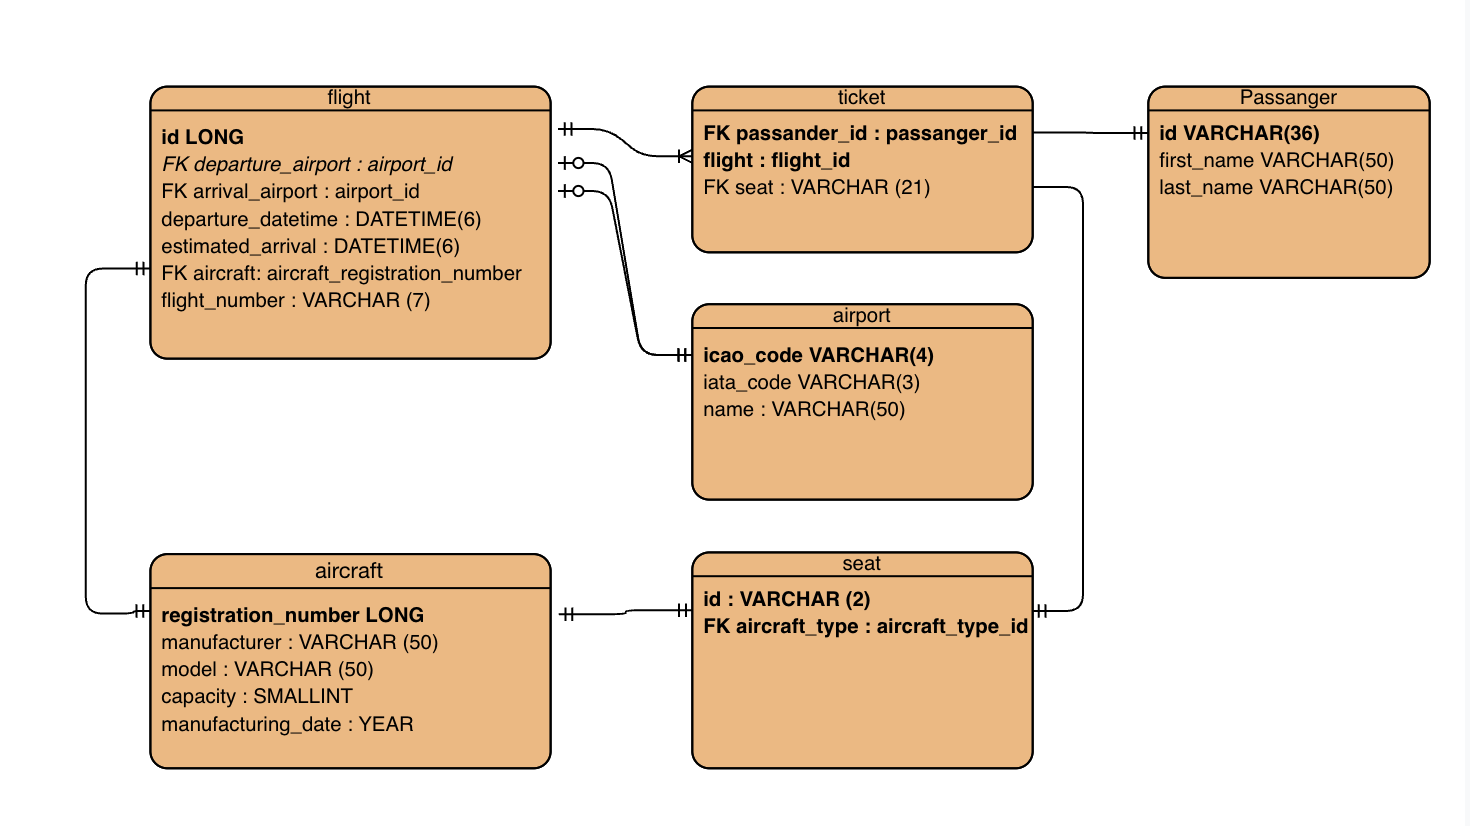 flight
id LONG
FK departure_airport : airport_id
FK arrival_airport : airport_id
departure_datetime : DATETIME(6)
estimated_arrival : DATETIME(6)
FK aircraft: aircraft_registration_number
flight_number : VARCHAR (7)
ticket
FK passander_id : passanger_id
flight : flight_id
FK seat : VARCHAR (21)
Passanger
id VARCHAR(36)
first_name VARCHAR(50)
last_name VARCHAR(50)
airport
icao_code VARCHAR(4)
iata_code VARCHAR(3)
name : VARCHAR(50)
aircraft
registration_number LONG
manufacturer : VARCHAR (50)
model : VARCHAR (50)
capacity : SMALLINT
manufacturing_date : YEAR
seat
id : VARCHAR (2)
FK aircraft_type : aircraft_type_id